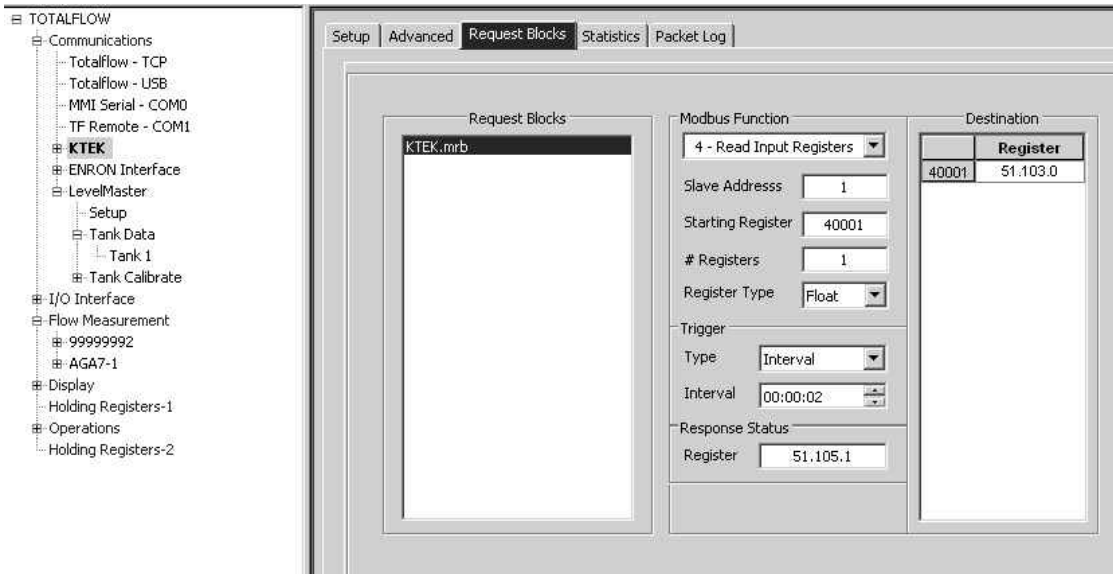 TOTALFLOW
Communications
Totalflow - TCP
Totalflow - USB
MMI Serial - COM0
TF Remote - COM1
KTEK
ENRON Interface
LevelMaster
Setup
Tank Data
Tank 1
Tank Calibrate
I/O Interface
Flow Measurement
99999992
AGA7-1
Display
Holding Registers-1
Operations
Holding Registers-2
Setup Advanced Request Blocks Statistics Packet Log
Request Blocks
KTEK.mrb
Modbus Function
4 - Read Input Registers
Slave Addresss 1
Starting Register 40001
# Registers 1
Register Type Float
Trigger
Type Interval
Interval 00:00:02
Response Status
Register 51.105.1
Destination
Register
40001 51.103.0